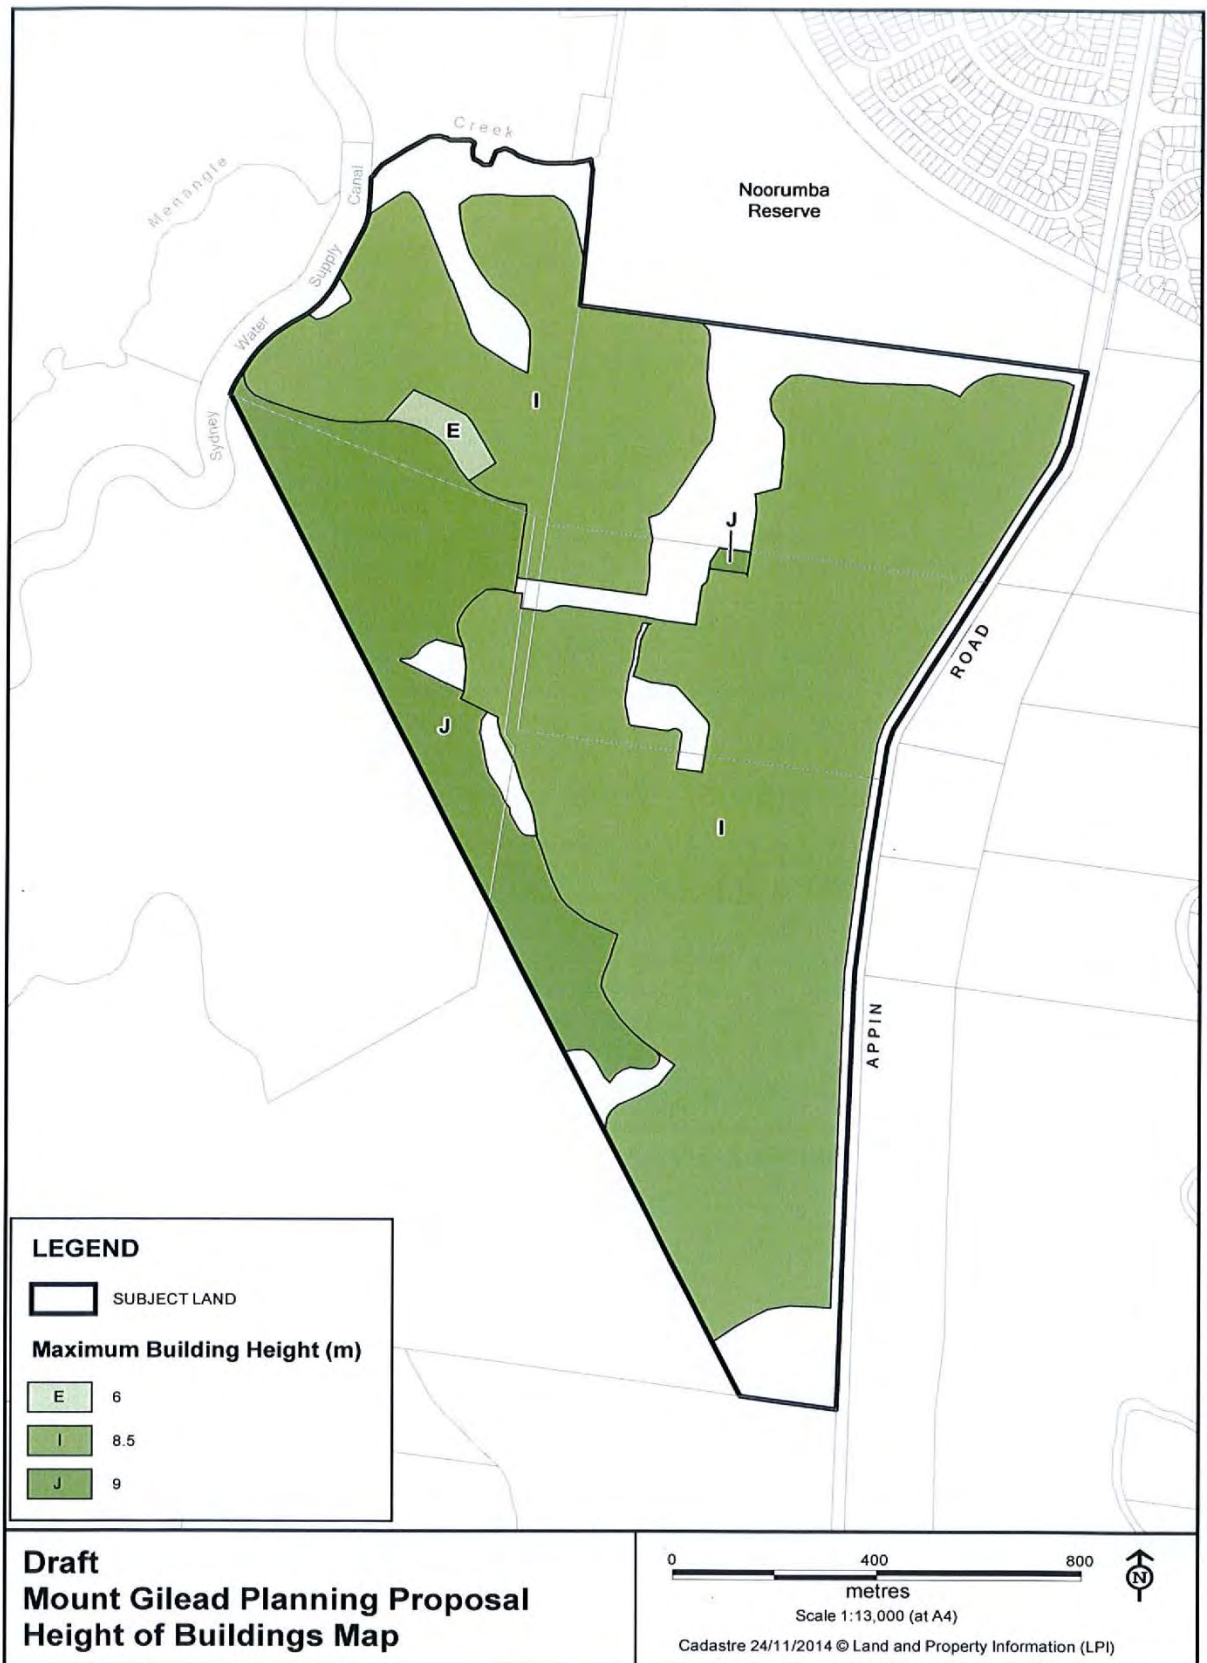 Creek
Menangle
Canal
Supply
Water
Sydney
Noorumba
Reserve
I
E
J
J
I
ROAD
APPIN
LEGEND
SUBJECT LAND
Maximum Building Height (m)
E 6
I 8.5
J 9
Draft
Mount Gilead Planning Proposal
Height of Buildings Map
0 400 800
metres
N
Scale 1:13,000 (at A4)
Cadastre 24/11/2014 © Land and Property Information (LPI)